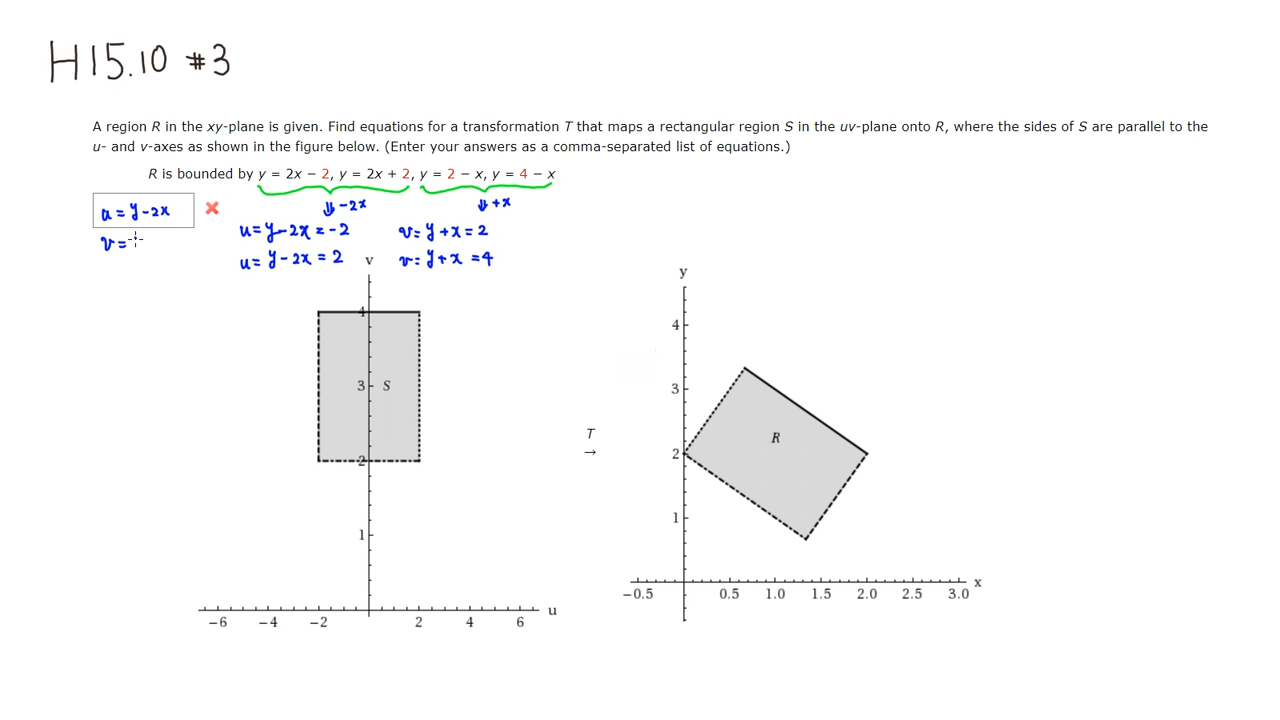 H15.10 #3
A region R in the xy-plane is given. Find equations for a transformation T that maps a rectangular region S in the uv-plane onto R, where the sides of S are parallel to the
u- and v-axes as shown in the figure below. (Enter your answers as a comma-separated list of equations.)
R is bounded by y = 2x − 2, y = 2x + 2, y = 2 − x, y = 4 − x
u = y-2x
⇓ -2x
⇓ +x
v =
u = y - 2x = -2
v = y + x = 2
u = y - 2x = 2
v = y + x = 4
v
4
3
S
2
1
−6 −4 −2 2 4 6
u
T
→
y
4
3
R
2
1
−0.5 0.5 1.0 1.5 2.0 2.5 3.0
x